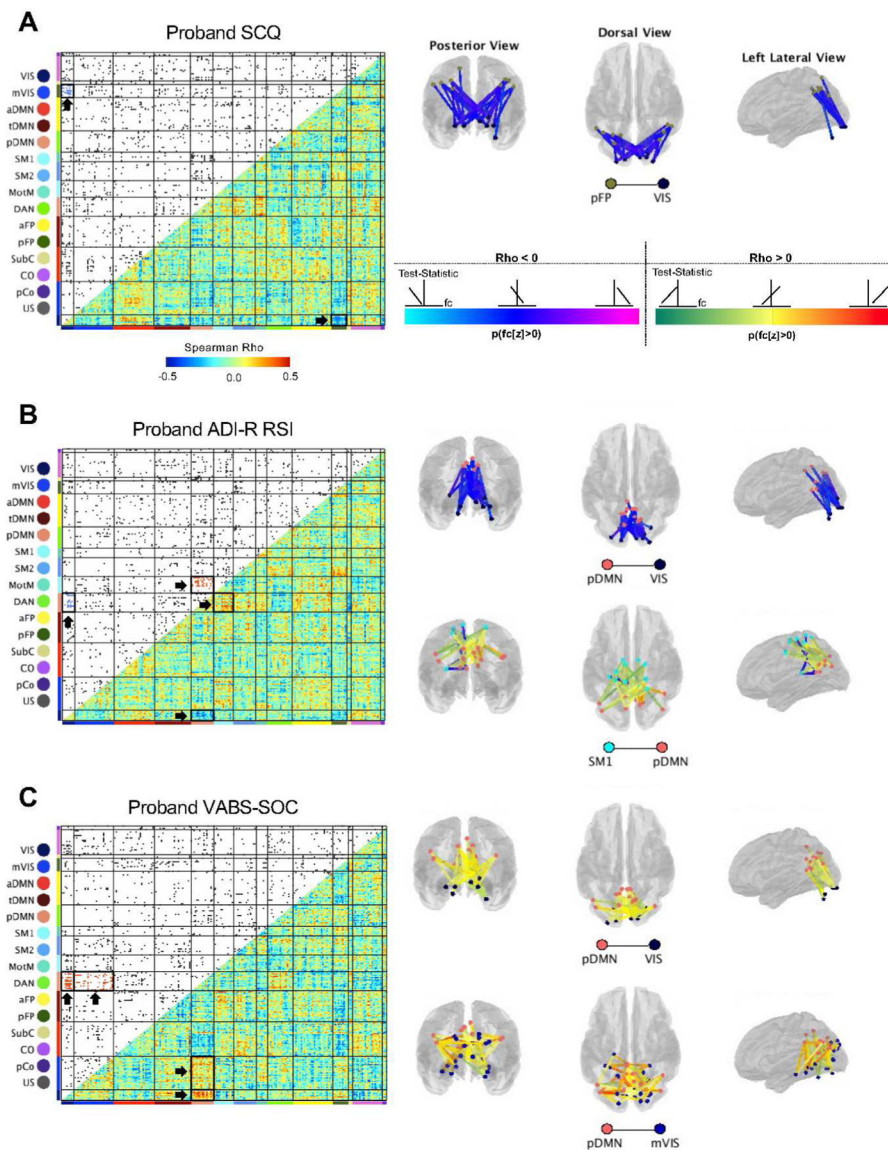 A
Proband SCQ
VIS
mVIS
aDMN
tDMN
pDMN
SM1
SM2
MotM
DAN
aFP
pFP
SubC
CO
pCo
US
Spearman Rho
-0.5 0.0 0.5
Posterior View
Dorsal View
Left Lateral View
pFP VIS
Rho < 0 Rho > 0
Test-Statistic Test-Statistic
fc fc
p(fc[z]>0) p(fc[z]>0)
B
Proband ADI-R RSI
VIS
mVIS
aDMN
tDMN
pDMN
SM1
SM2
MotM
DAN
aFP
pFP
SubC
CO
pCo
US
pDMN VIS
SM1 pDMN
C
Proband VABS-SOC
VIS
mVIS
aDMN
tDMN
pDMN
SM1
SM2
MotM
DAN
aFP
pFP
SubC
CO
pCo
US
pDMN VIS
pDMN mVIS